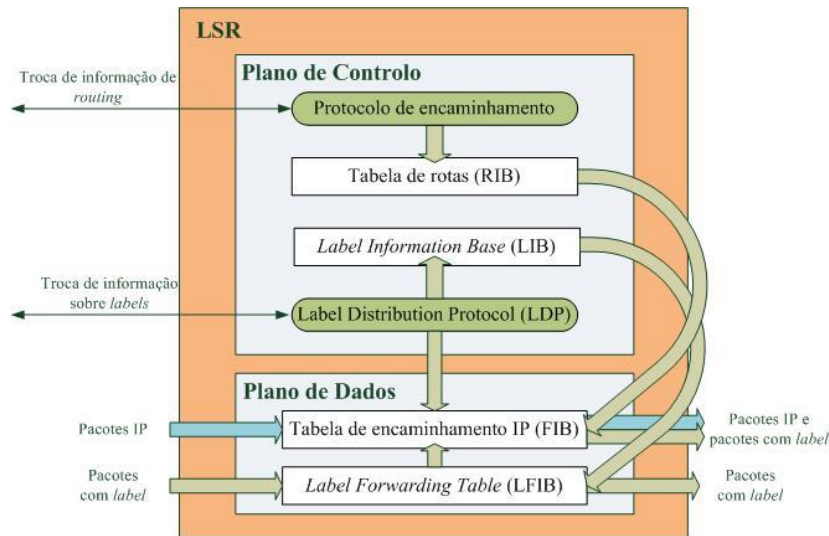 LSR
Plano de Controlo
Troca de informação de
routing
Protocolo de encaminhamento
Tabela de rotas (RIB)
Label Information Base (LIB)
Troca de informação
sobre labels
Label Distribution Protocol (LDP)
Plano de Dados
Pacotes IP
Tabela de encaminhamento IP (FIB)
Pacotes IP e
pacotes com label
Pacotes
com label
Label Forwarding Table (LFIB)
Pacotes
com label